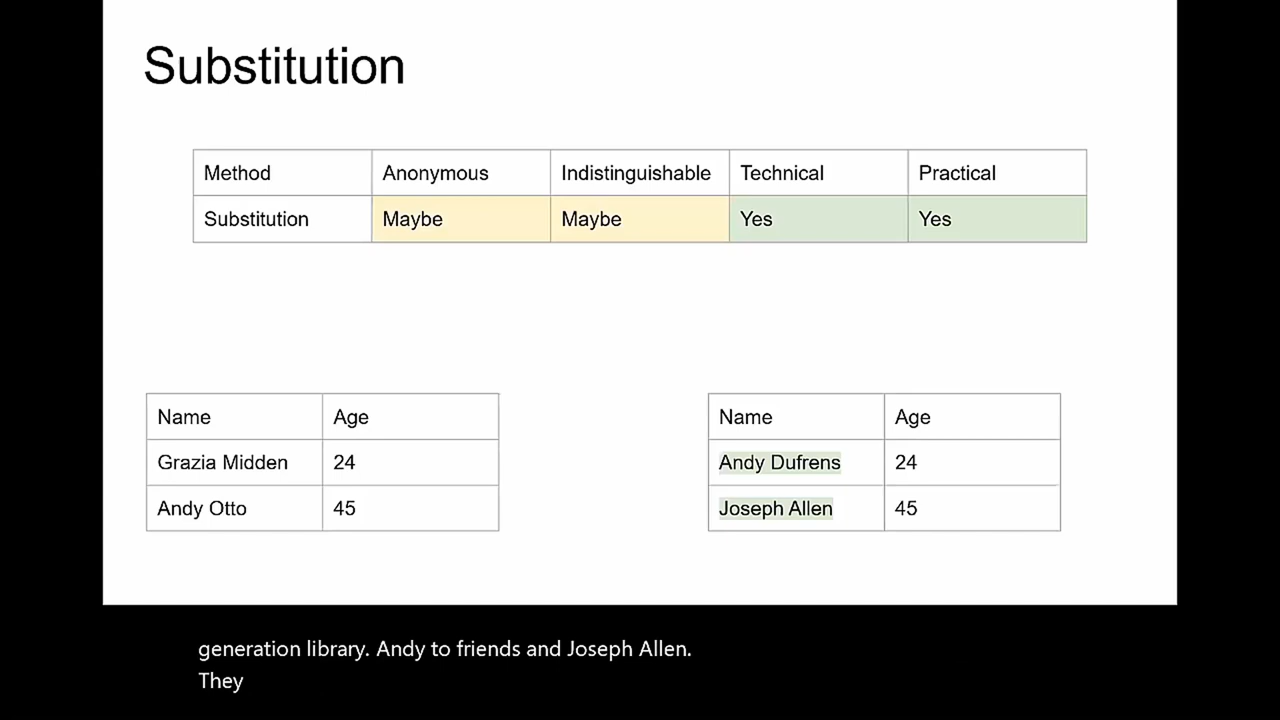 Substitution
Method Anonymous Indistinguishable Technical Practical
Substitution Maybe Maybe Yes Yes
Name Age
Grazia Midden 24
Andy Otto 45
Name Age
Andy Dufrens 24
Joseph Allen 45
generation library. Andy to friends and Joseph Allen.
They